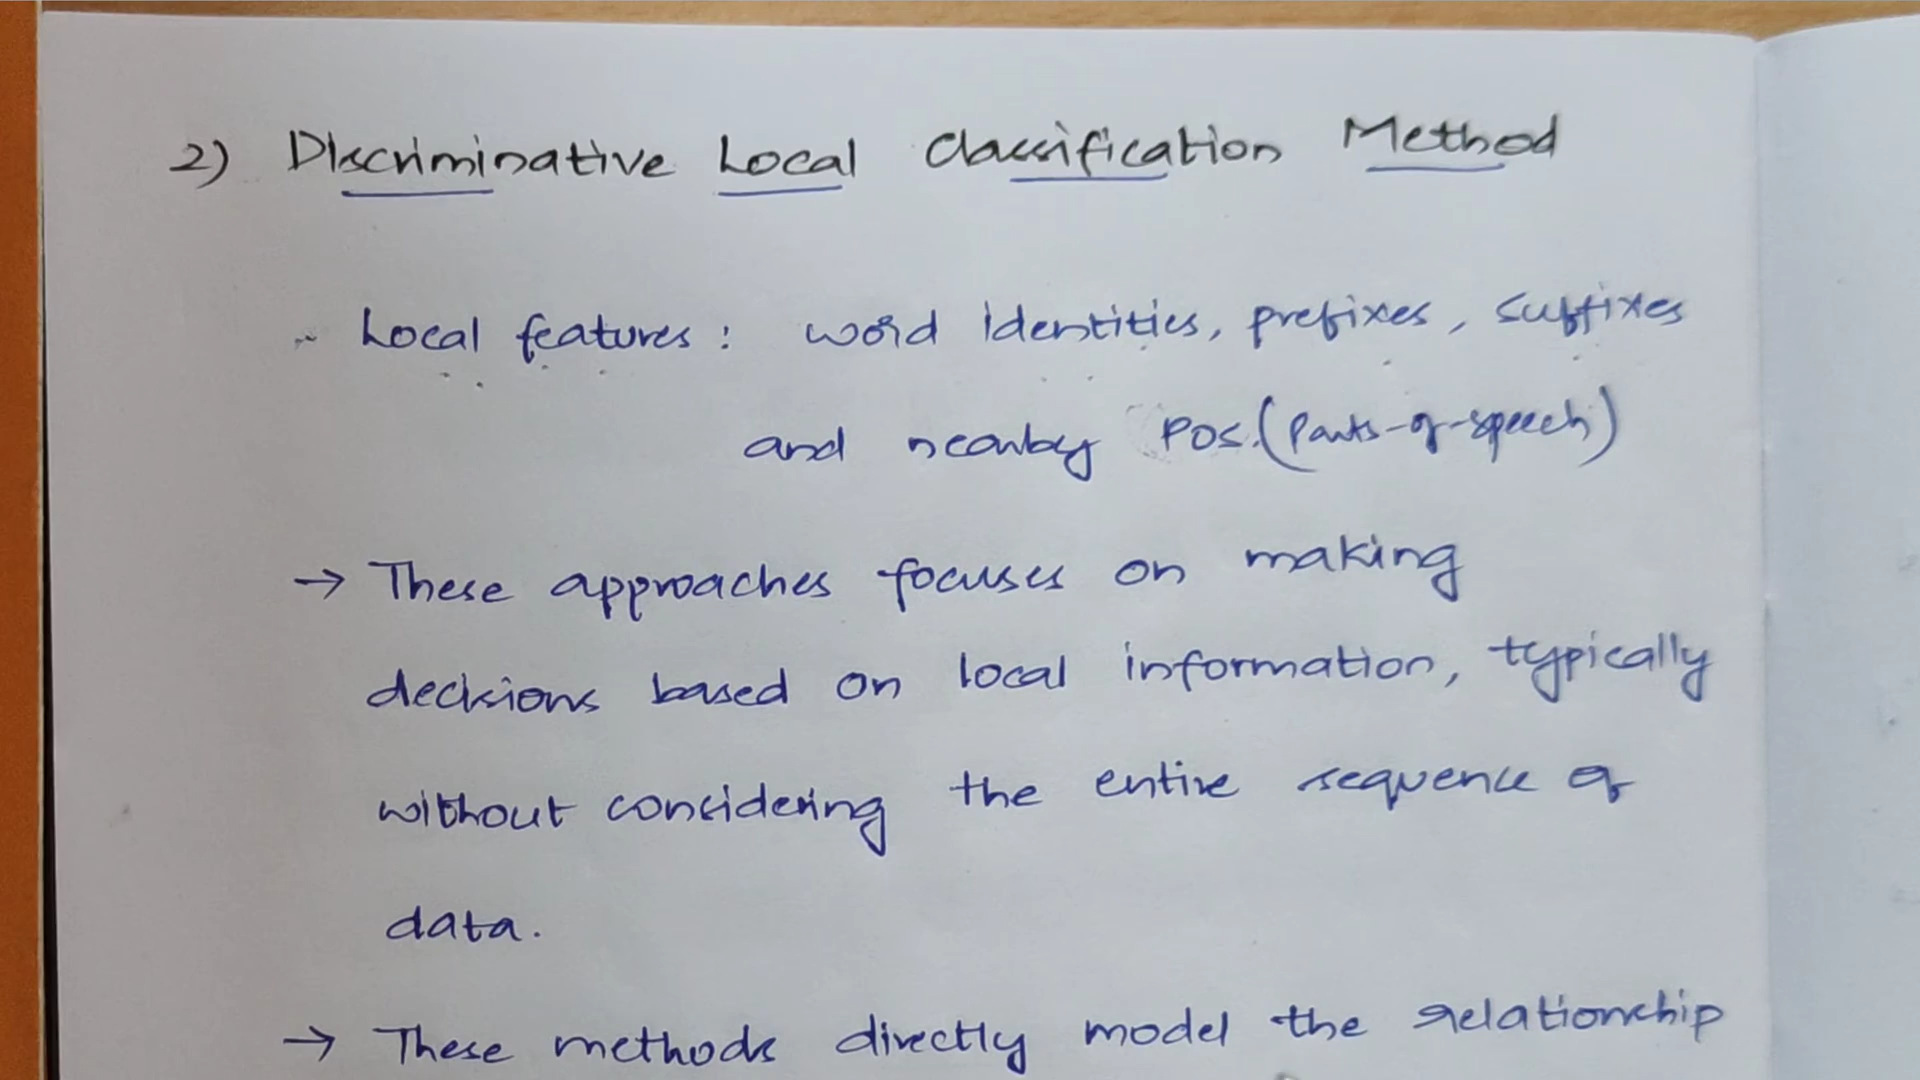 2) Discriminative Local Classification Method
Local features : word identities, prefixes, suffixes
and nearby POS.(Parts-of-speech)
→ These approaches focuses on making
decisions based on local information, typically
without considering the entire sequence of
data.
→ These methods directly model the relationship